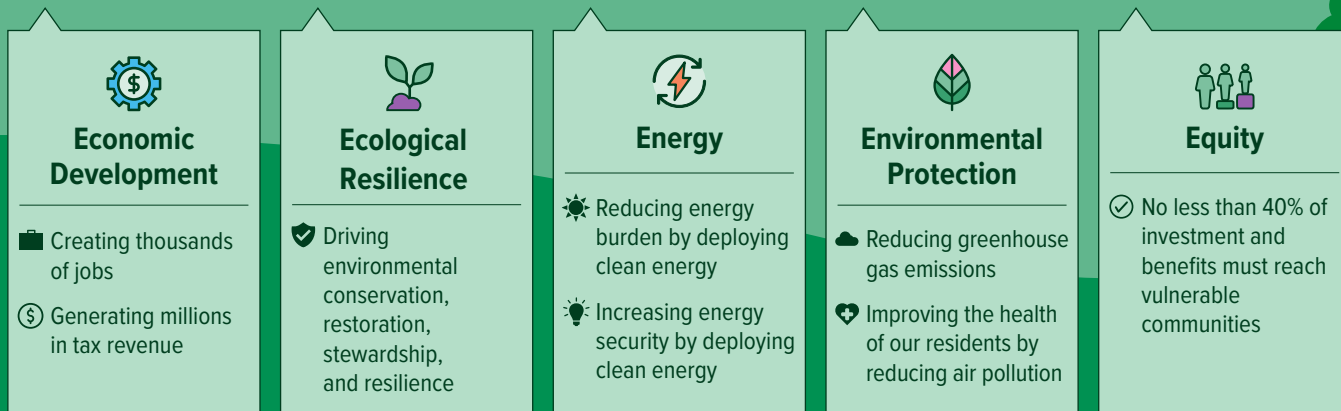 Economic
Development
Creating thousands
of jobs
$ Generating millions
in tax revenue
Ecological
Resilience
Driving
environmental
conservation,
restoration,
stewardship,
and resilience
Energy
Reducing energy
burden by deploying
clean energy
Increasing energy
security by deploying
clean energy
Environmental
Protection
Reducing greenhouse
gas emissions
Improving the health
of our residents by
reducing air pollution
Equity
No less than 40% of
investment and
benefits must reach
vulnerable
communities